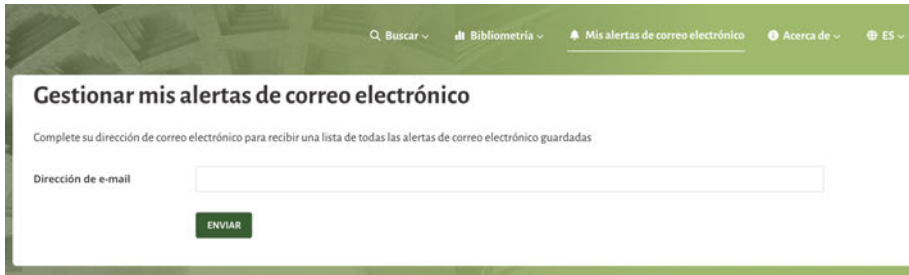 Buscar
Bibliometría
Mis alertas de correo electrónico
Acerca de
ES
Gestionar mis alertas de correo electrónico
Complete su dirección de correo electrónico para recibir una lista de todas las alertas de correo electrónico guardadas
Dirección de e-mail
ENVIAR